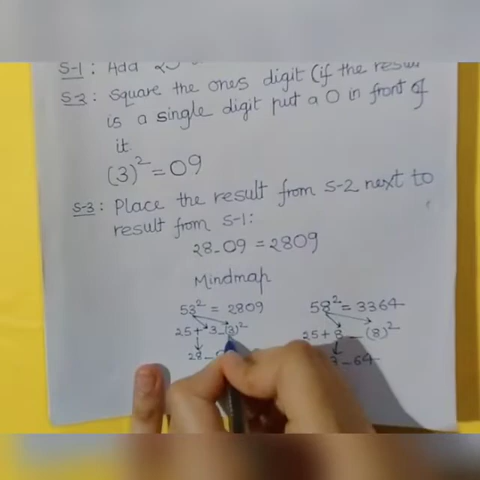 S-1: Add 25
S-2: Square the ones digit (if the result
is a single digit put a 0 in front of
it.
(3)² = 09
S-3: Place the result from S-2 next to
result from S-1:
28-09 = 2809
Mindmap
53² = 2809
25+3-(3)²
28-
58² = 3364
25+8-(8)²
-64